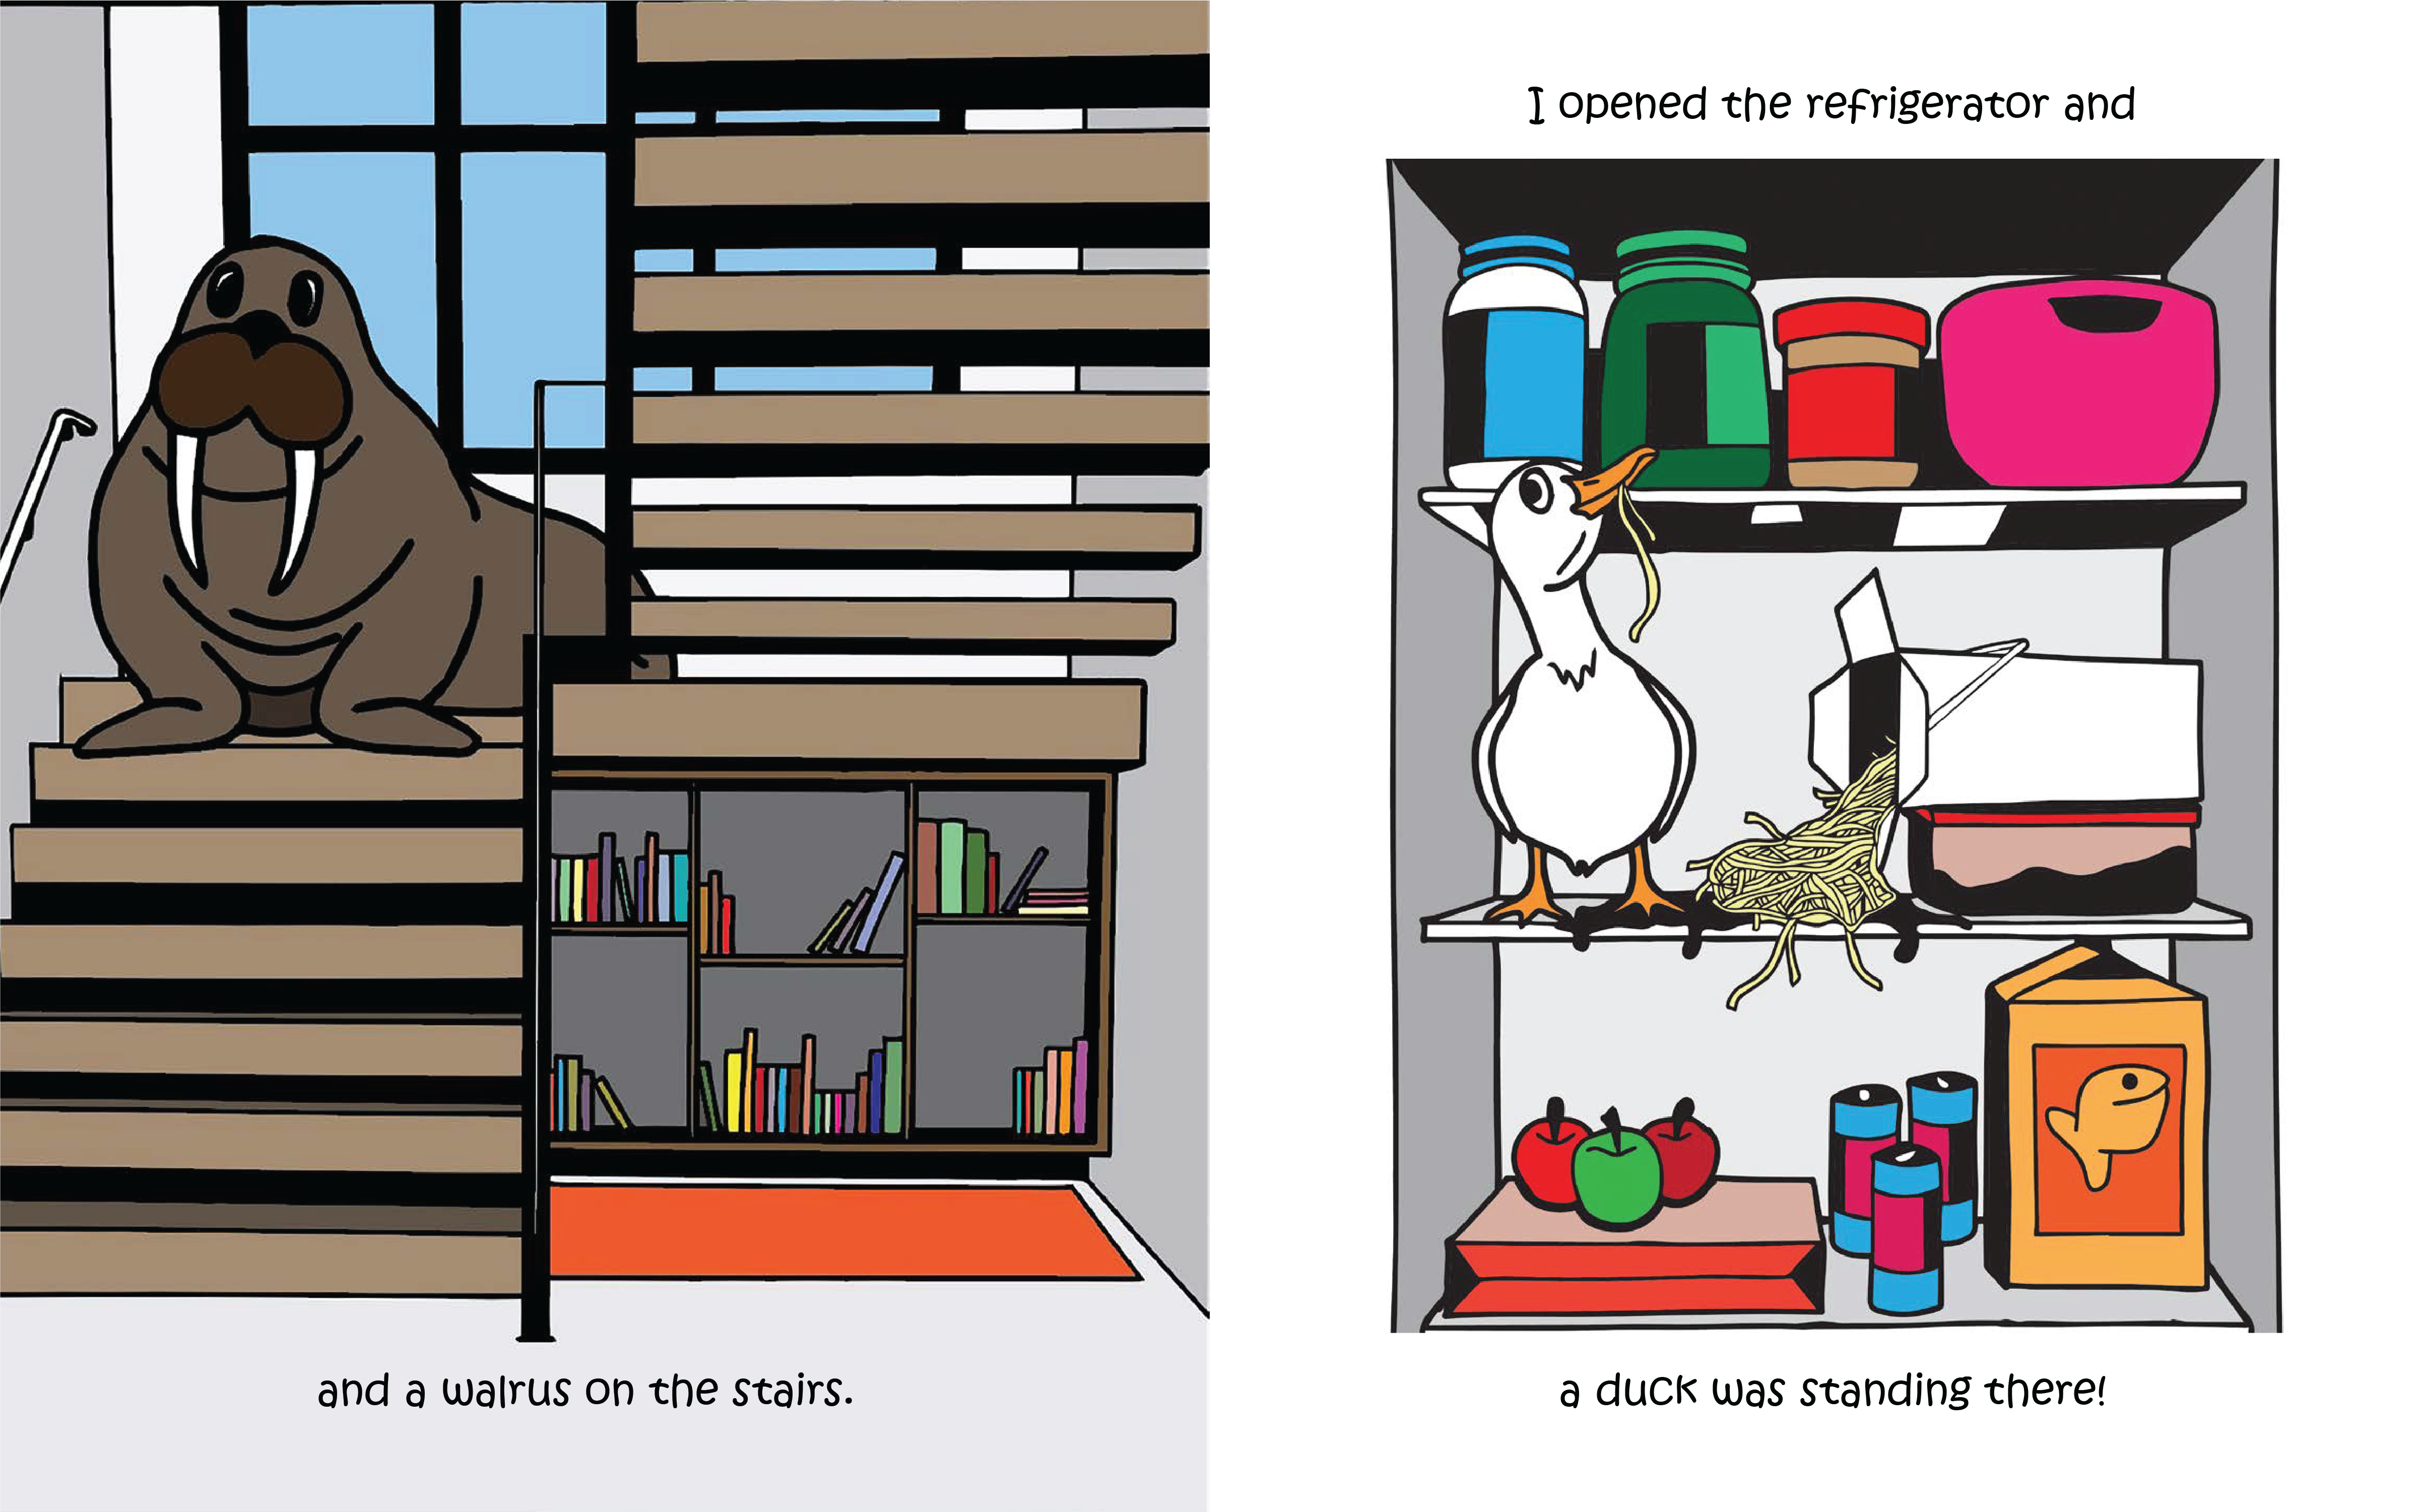 and a walrus on the stairs.
I opened the refrigerator and
a duck was standing there!